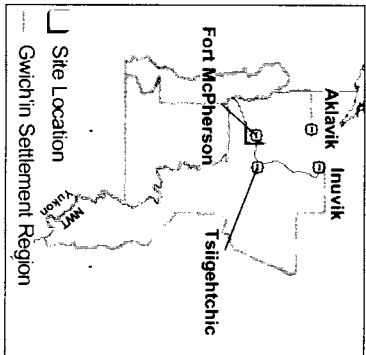 Aklavik
Inuvik
Fort McPherson
Tsiigehtchic
Yukon
NWT
Site Location
Gwich'in Settlement Region